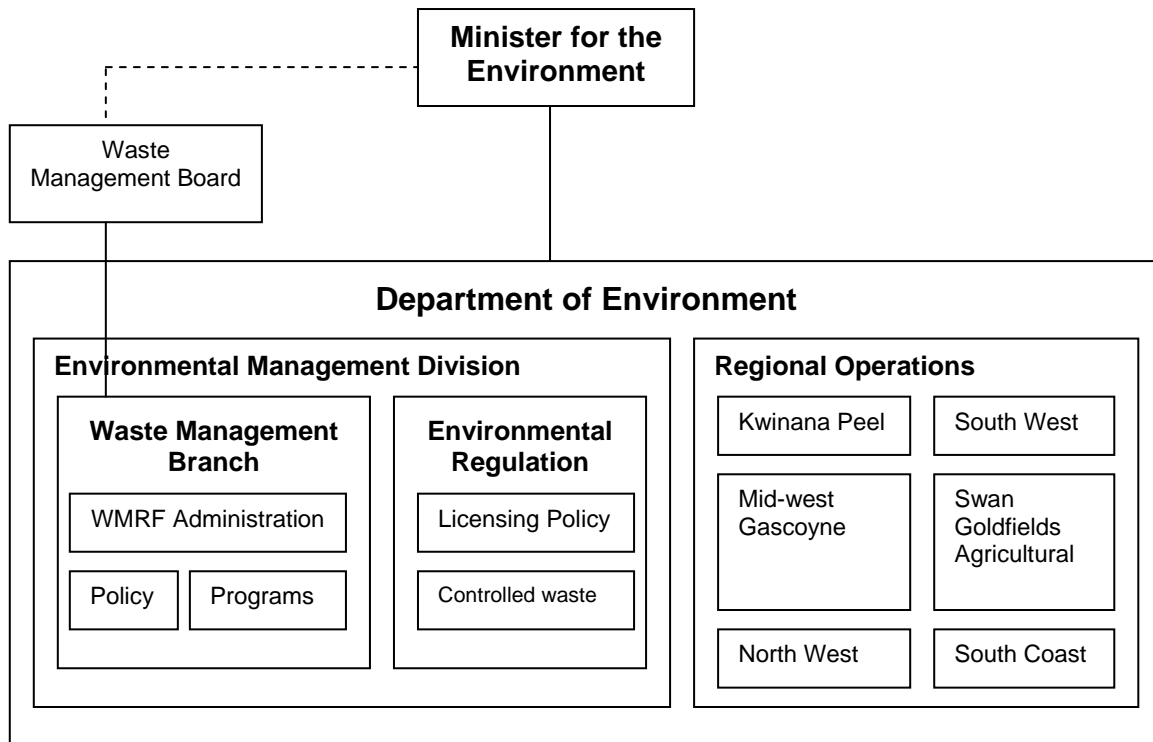 Minister for the
Environment
Waste
Management Board
Department of Environment
Environmental Management Division
Waste Management
Branch
WMRF Administration
Policy
Programs
Environmental
Regulation
Licensing Policy
Controlled waste
Regional Operations
Kwinana Peel
South West
Mid-west
Gascoyne
Swan
Goldfields
Agricultural
North West
South Coast